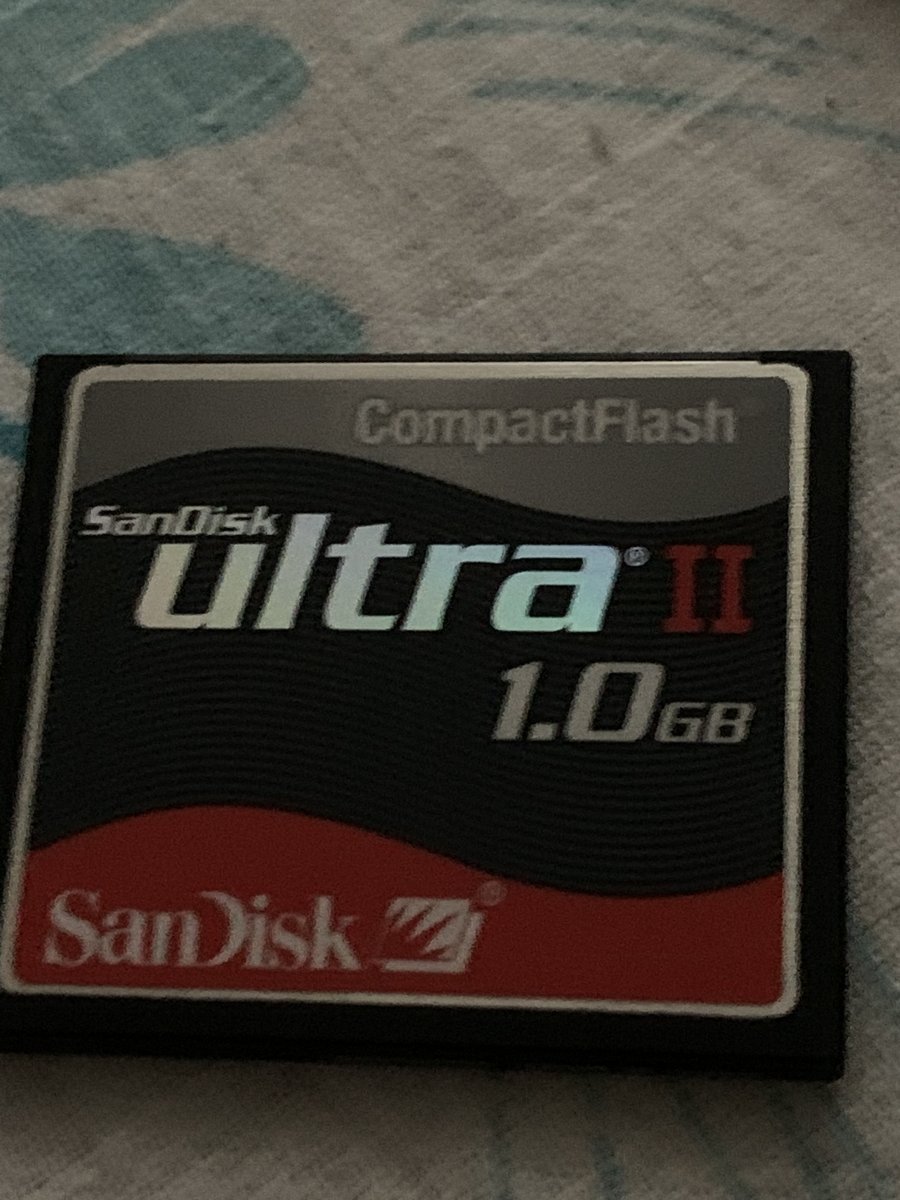 CompactFlash
SanDisk
ultra® II
1.0GB
SanDisk®